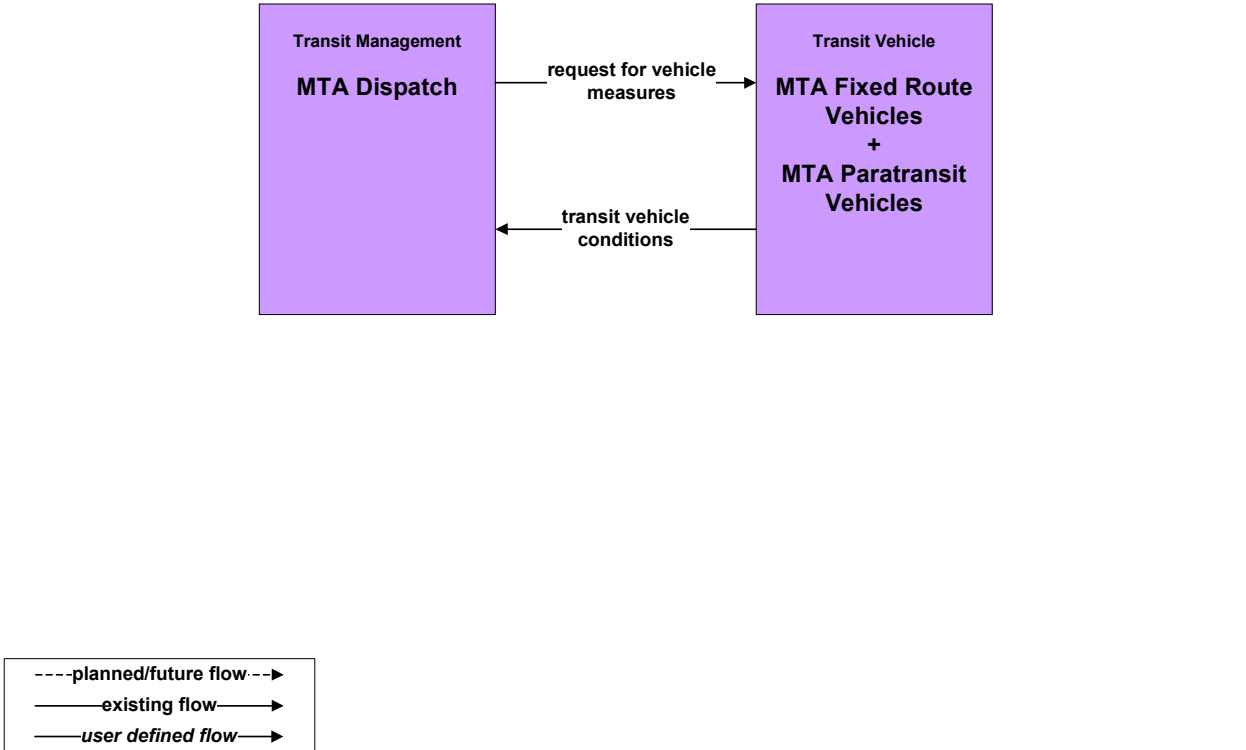 Transit Management
MTA Dispatch
request for vehicle
measures
transit vehicle
conditions
Transit Vehicle
MTA Fixed Route
Vehicles
+
MTA Paratransit
Vehicles
planned/future flow
existing flow
user defined flow